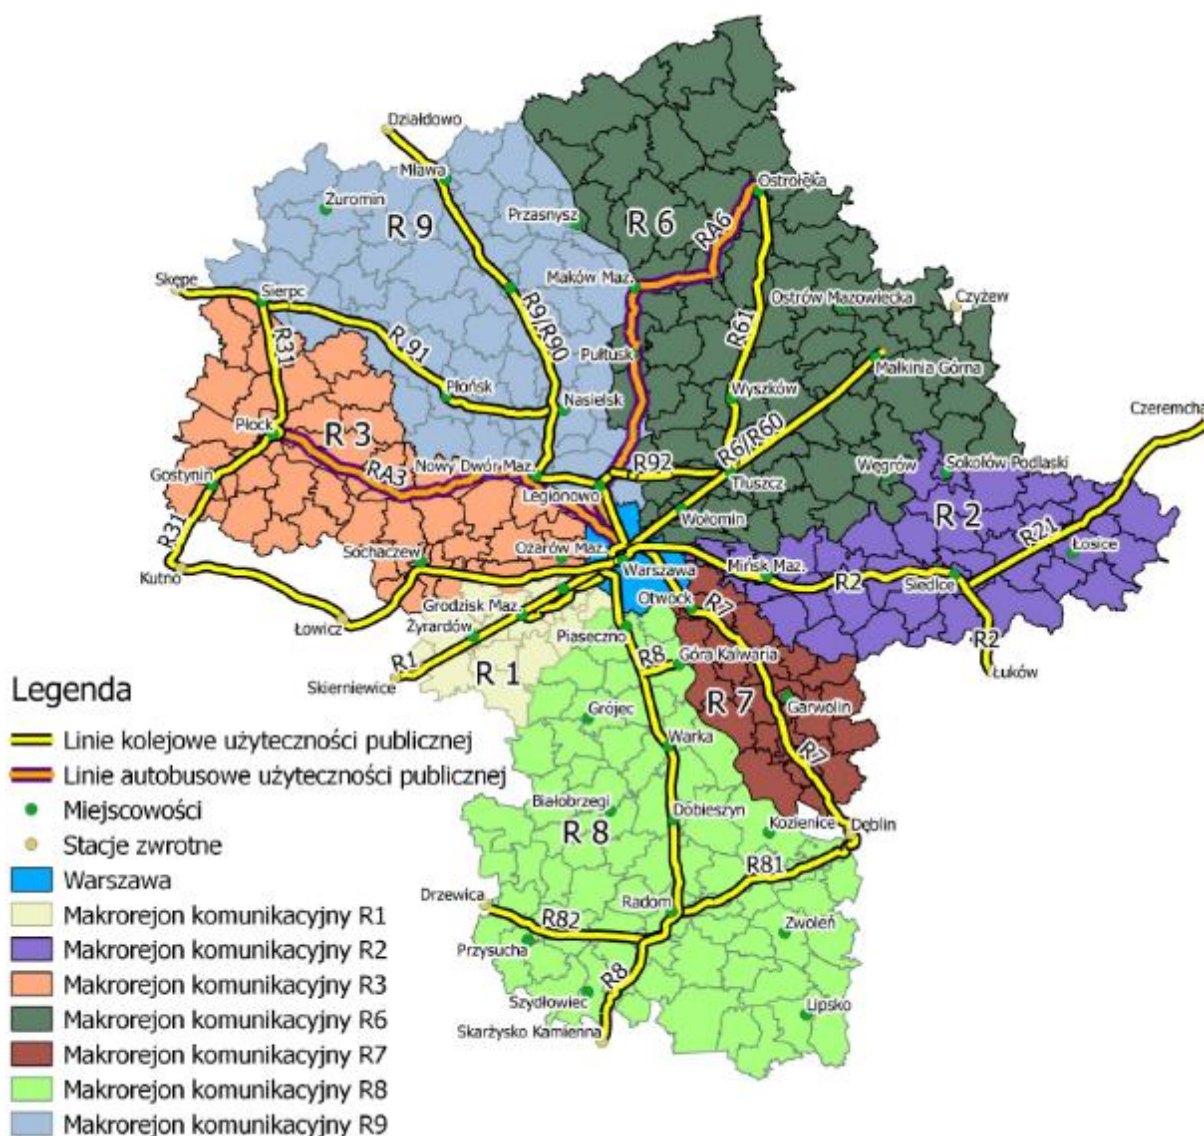 Działdowo
Mława
Żuromin
R 9
Przasnysz
R 6
RA6
Ostrołęka
Skępe
Sierpc
Maków Maz.
R9/R90
Ostrów Mazowiecka
Czyżew
R31
R 91
Pułtusk
R61
Małkinia Górna
Płońsk
Nasielsk
Wyszków
Czeremcha
Płock
R 3
RA3
Nowy Dwór Maz.
R92
R6/R60
Tłuszcz
Węgrów
Sokołów Podlaski
Gostynin
Legionowo
Wołomin
R 2
R21
R31
Sochaczew
Ożarów Maz.
Warszawa
Mińsk Maz.
R2
Siedlce
Łosice
Kutno
Otwock
R7
Grodzisk Maz.
Łowicz
Żyrardów
Piaseczno
R2
R1
R 1
R8
Góra Kalwaria
Łuków
Skierniewice
R 7
Garwolin
Grójec
Warka
R7
Białobrzegi
Dobieszyn
R 8
Kozienice
Dęblin
R81
Drzewica
Radom
R82
Zwoleń
Przysucha
R8
Szydłowiec
Lipsko
Skarżysko Kamienna
Legenda
Linie kolejowe użyteczności publicznej
Linie autobusowe użyteczności publicznej
Miejscowości
Stacje zwrotne
Warszawa
Makrorejon komunikacyjny R1
Makrorejon komunikacyjny R2
Makrorejon komunikacyjny R3
Makrorejon komunikacyjny R6
Makrorejon komunikacyjny R7
Makrorejon komunikacyjny R8
Makrorejon komunikacyjny R9